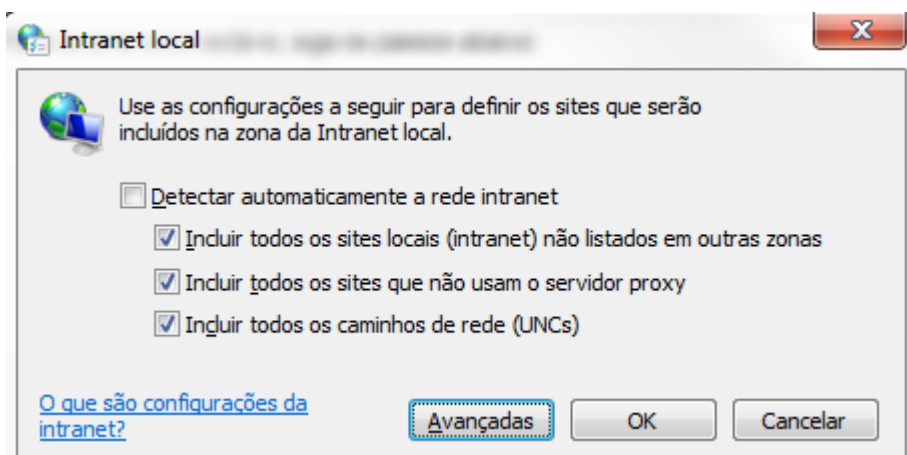 Intranet local
Use as configurações a seguir para definir os sites que serão
incluídos na zona da Intranet local.
Detectar automaticamente a rede intranet
Incluir todos os sites locais (intranet) não listados em outras zonas
Incluir todos os sites que não usam o servidor proxy
Incluir todos os caminhos de rede (UNCs)
O que são configurações da
intranet?
Avançadas
OK
Cancelar